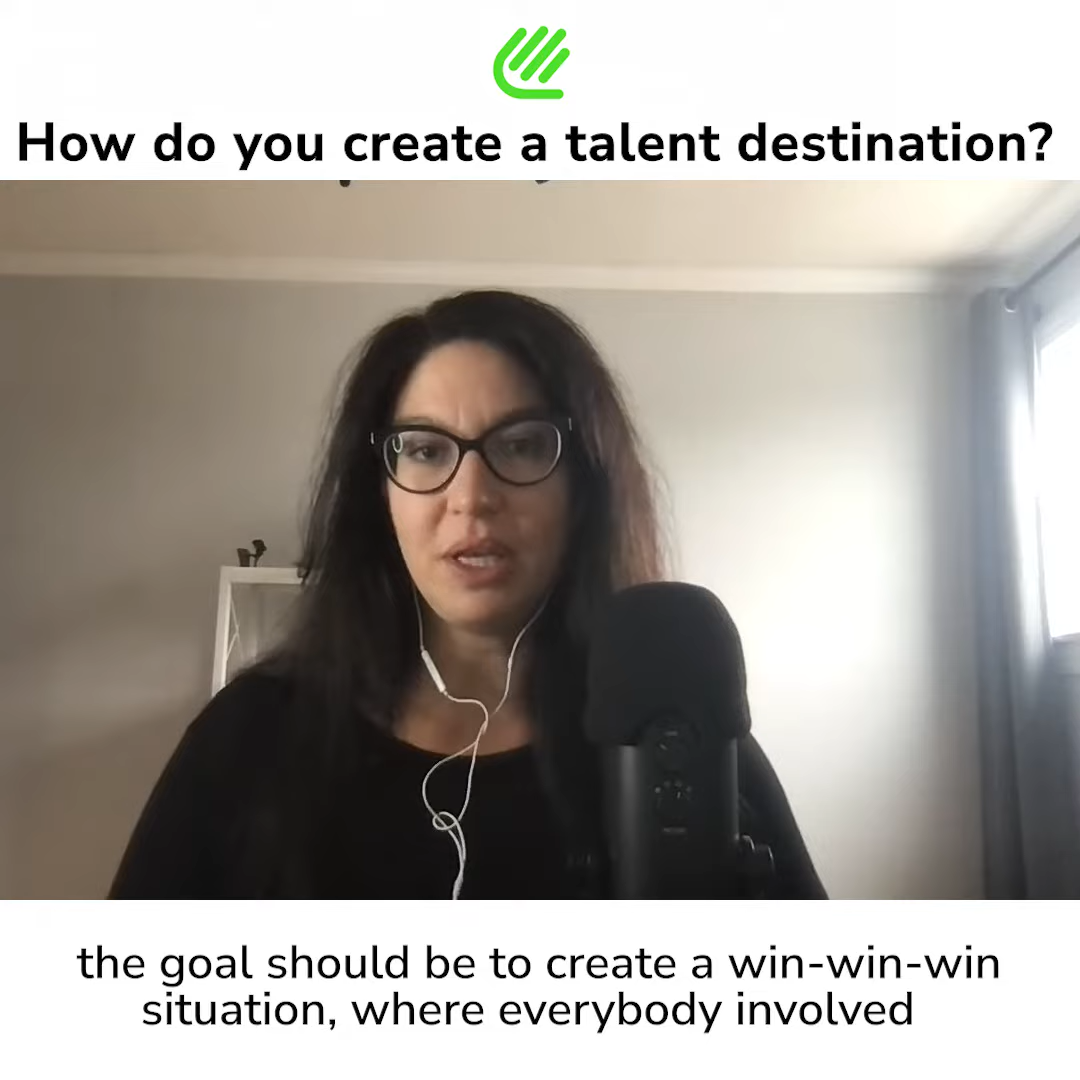 How do you create a talent destination?
the goal should be to create a win-win-win
situation, where everybody involved